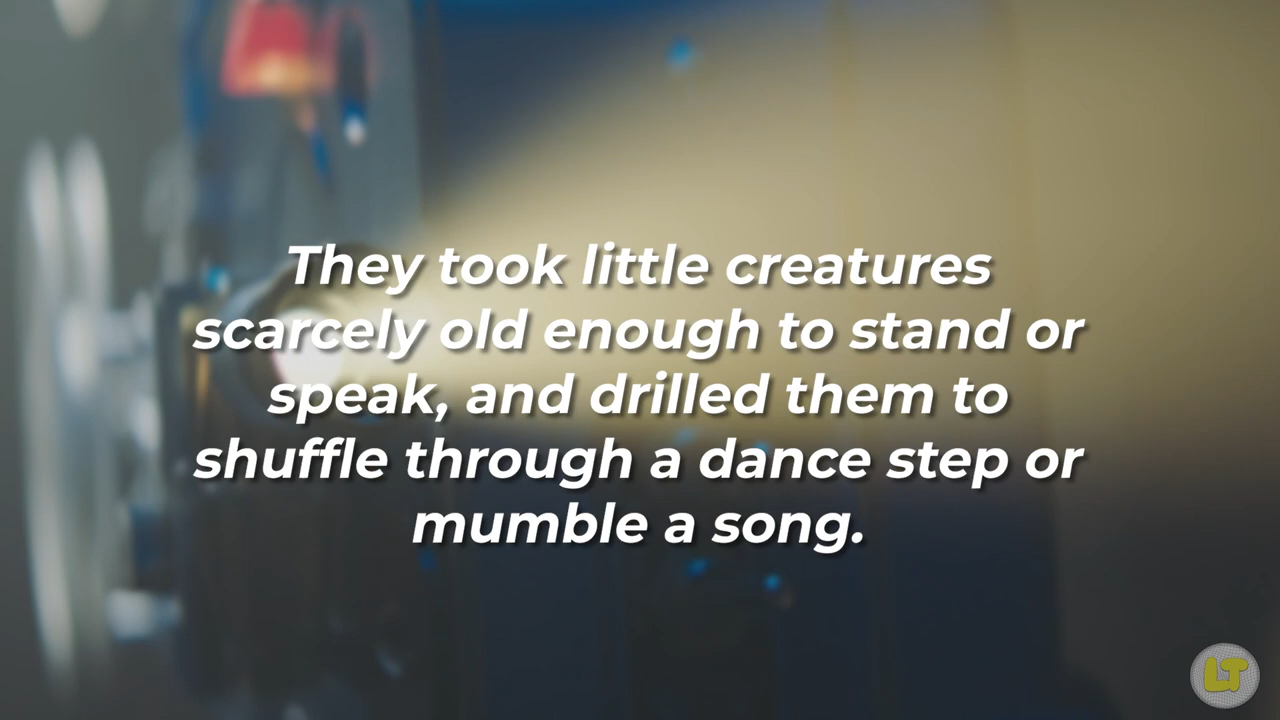 They took little creatures
scarcely old enough to stand or
speak, and drilled them to
shuffle through a dance step or
mumble a song.
LT